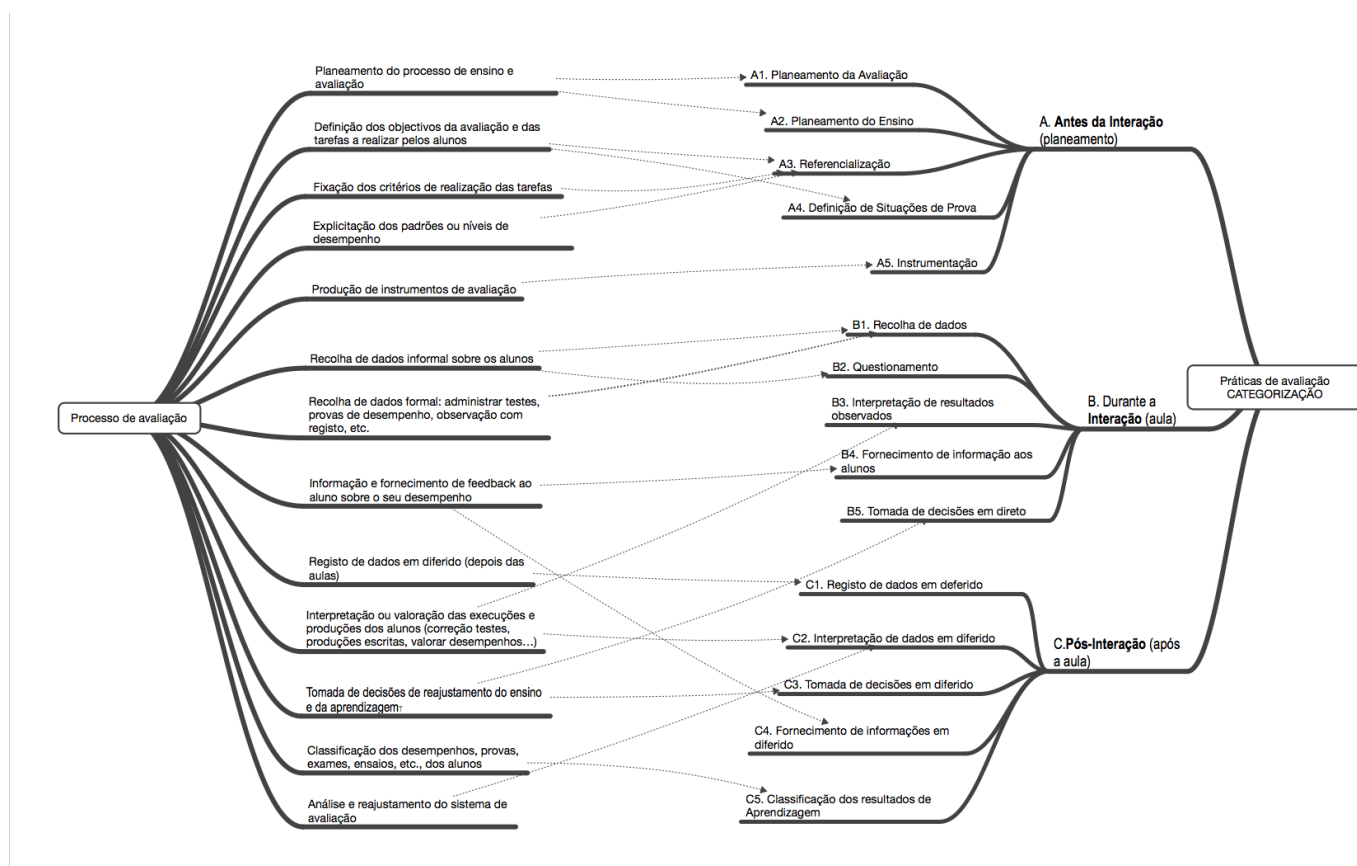 Planeamento do processo de ensino e
avaliação
Definição dos objectivos da avaliação e das
tarefas a realizar pelos alunos
Fixação dos critérios de realização das tarefas
Explicitação dos padrões ou níveis de
desempenho
Produção de instrumentos de avaliação
Recolha de dados informal sobre os alunos
Recolha de dados formal: administrar testes,
provas de desempenho, observação com
registo, etc.
Processo de avaliação
Informação e fornecimento de feedback ao
aluno sobre o seu desempenho
Registo de dados em diferido (depois das
aulas)
Interpretação ou valoração das execuções e
produções dos alunos (correção testes,
produções escritas, valorar desempenhos...)
Tomada de decisões de reajustamento do ensino
e da aprendizagem
Classificação dos desempenhos, provas,
exames, ensaios, etc., dos alunos
Análise e reajustamento do sistema de
avaliação
A1. Planeamento da Avaliação
A2. Planeamento do Ensino
A3. Referencialização
A4. Definição de Situações de Prova
A5. Instrumentação
B1. Recolha de dados
B2. Questionamento
B3. Interpretação de resultados
observados
B4. Fornecimento de informação aos
alunos
B5. Tomada de decisões em direto
C1. Registo de dados em deferido
C2. Interpretação de dados em diferido
C3. Tomada de decisões em diferido
C4. Fornecimento de informações em
diferido
C5. Classificação dos resultados de
Aprendizagem
A. Antes da Interação
(planeamento)
B. Durante a
Interação (aula)
C.Pós-Interação (após
a aula)
Práticas de avaliação
CATEGORIZAÇÃO